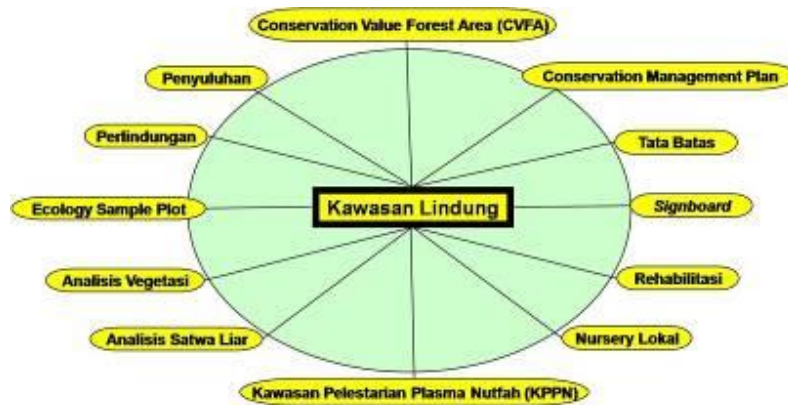 Conservation Value Forest Area (CVFA)
Penyuluhan
Conservation Management Plan
Perlindungan
Tata Batas
Ecology Sample Plot
Kawasan Lindung
Signboard
Analisis Vegetasi
Rehabilitasi
Analisis Satwa Liar
Nursery Lokal
Kawasan Pelestarian Plasma Nutfah (KPPN)